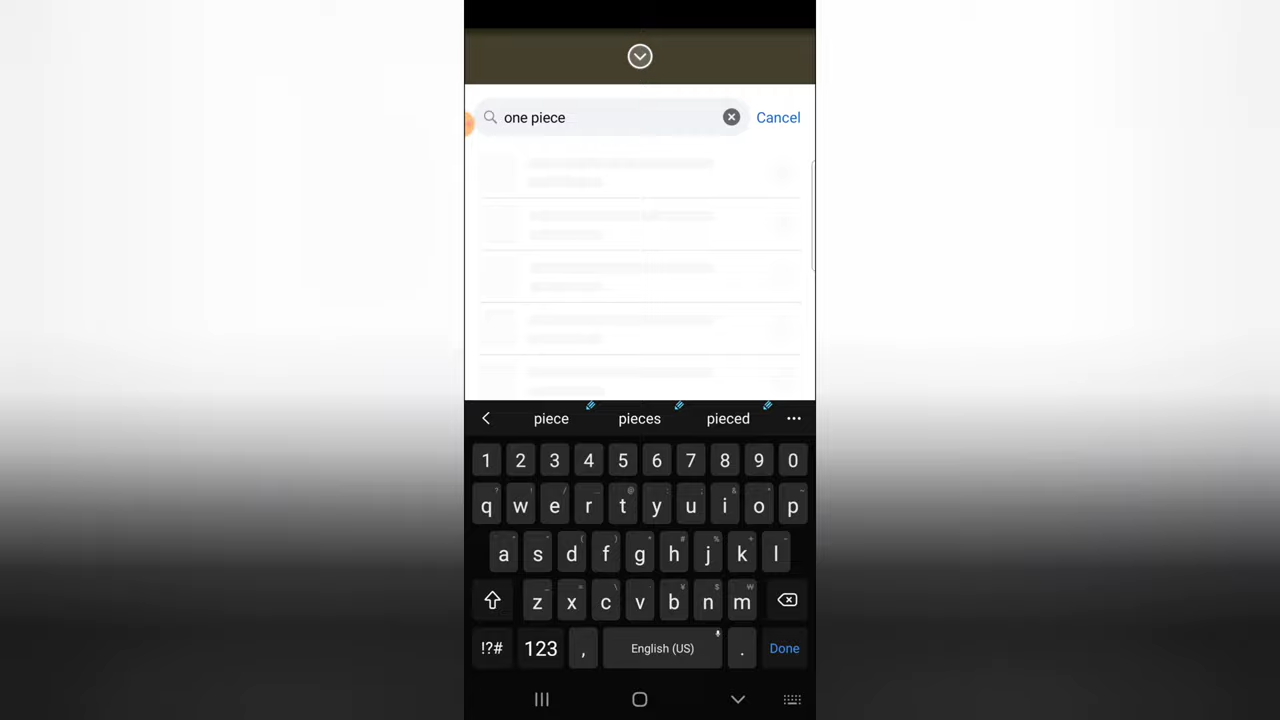 one piece
Cancel
piece pieces pieced
1 2 3 4 5 6 7 8 9 0
q w e r t y u i o p
a s d f g h j k l
z x c v b n m
!?# 123 , English (US) . Done